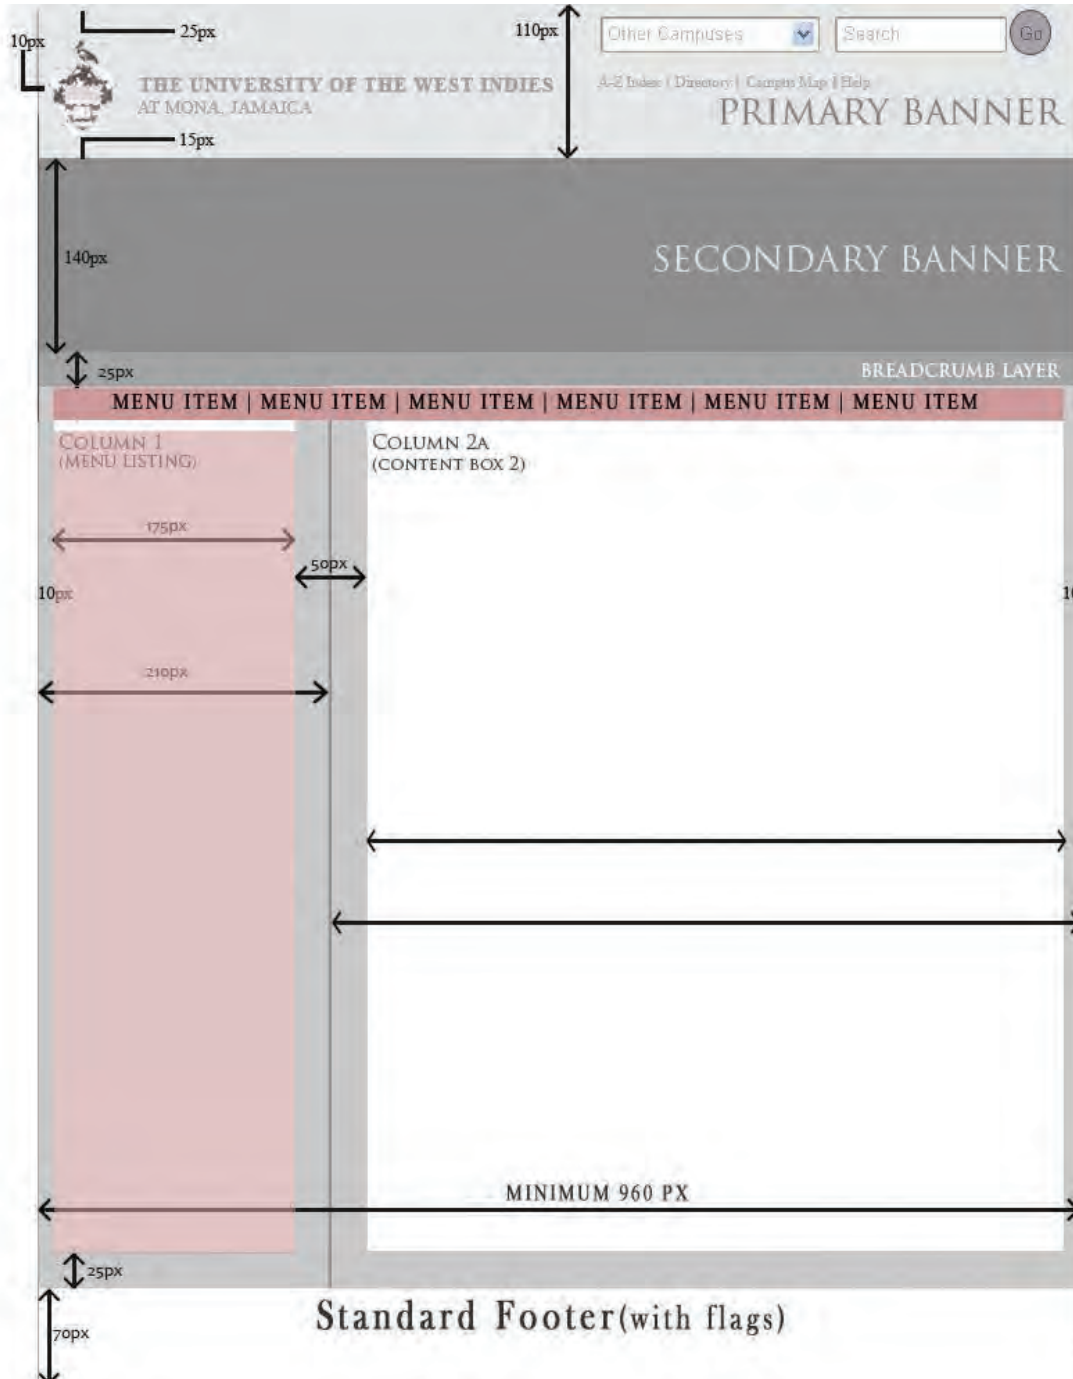 25px
110px
Other Campuses
Search
Go
10px
THE UNIVERSITY OF THE WEST INDIES
AT MONA, JAMAICA
A-Z Index | Directory | Campus Map | Help
PRIMARY BANNER
15px
140px
SECONDARY BANNER
25px
BREADCRUMB LAYER
MENU ITEM | MENU ITEM | MENU ITEM | MENU ITEM | MENU ITEM | MENU ITEM
COLUMN 1
(MENU LISTING)
COLUMN 2A
(CONTENT BOX 2)
175px
50px
10px
10
210px
MINIMUM 960 PX
25px
Standard Footer(with flags)
70px